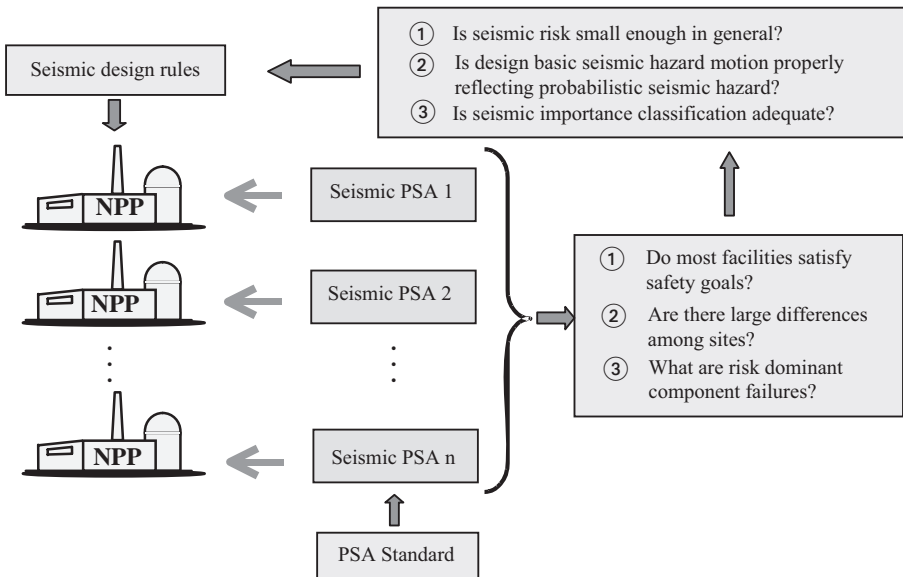 Seismic design rules
① Is seismic risk small enough in general?
② Is design basic seismic hazard motion properly
reflecting probabilistic seismic hazard?
③ Is seismic importance classification adequate?
NPP
Seismic PSA 1
NPP
Seismic PSA 2
NPP
Seismic PSA n
PSA Standard
① Do most facilities satisfy
safety goals?
② Are there large differences
among sites?
③ What are risk dominant
component failures?